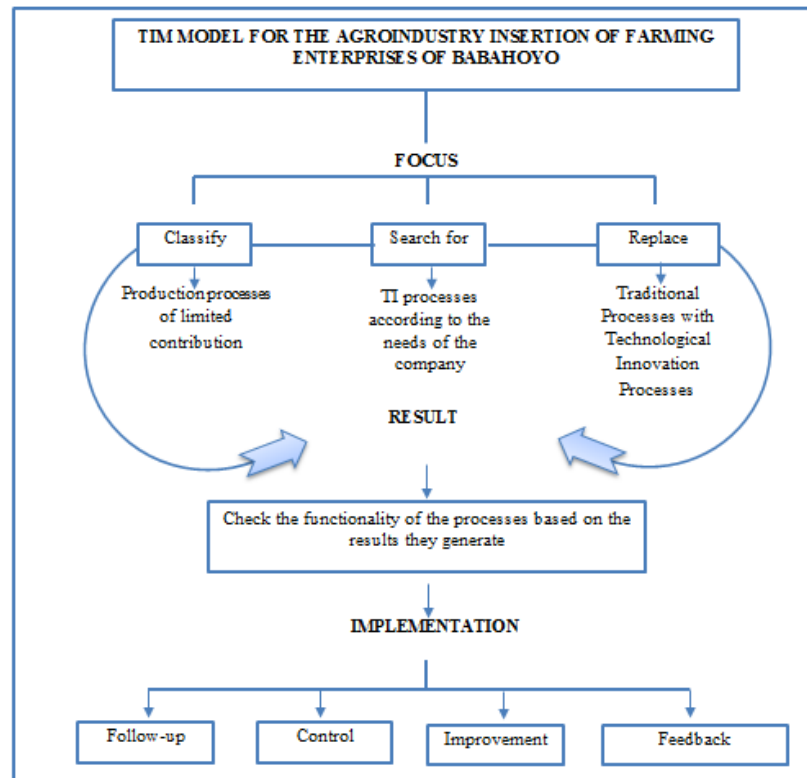 TIM MODEL FOR THE AGROINDUSTRY INSERTION OF FARMING
ENTERPRISES OF BABAHOYO
FOCUS
Classify
Search for
Replace
Production processes
of limited
contribution
TI processes
according to the
needs of the
company
Traditional
Processes with
Technological
Innovation
Processes
RESULT
Check the functionality of the processes based on the
results they generate
IMPLEMENTATION
Follow-up
Control
Improvement
Feedback